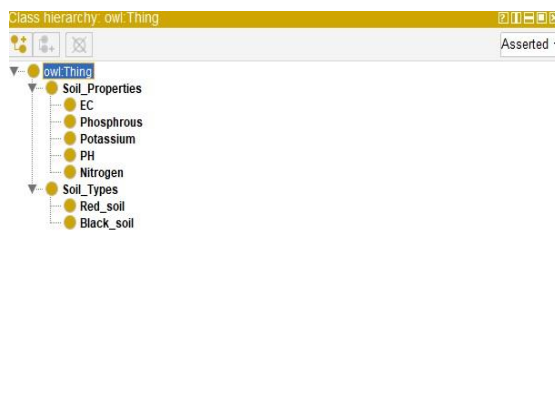 Class hierarchy: owl:Thing
Asserted
owl:Thing
Soil_Properties
EC
Phosphrous
Potassium
PH
Nitrogen
Soil_Types
Red_soil
Black_soil